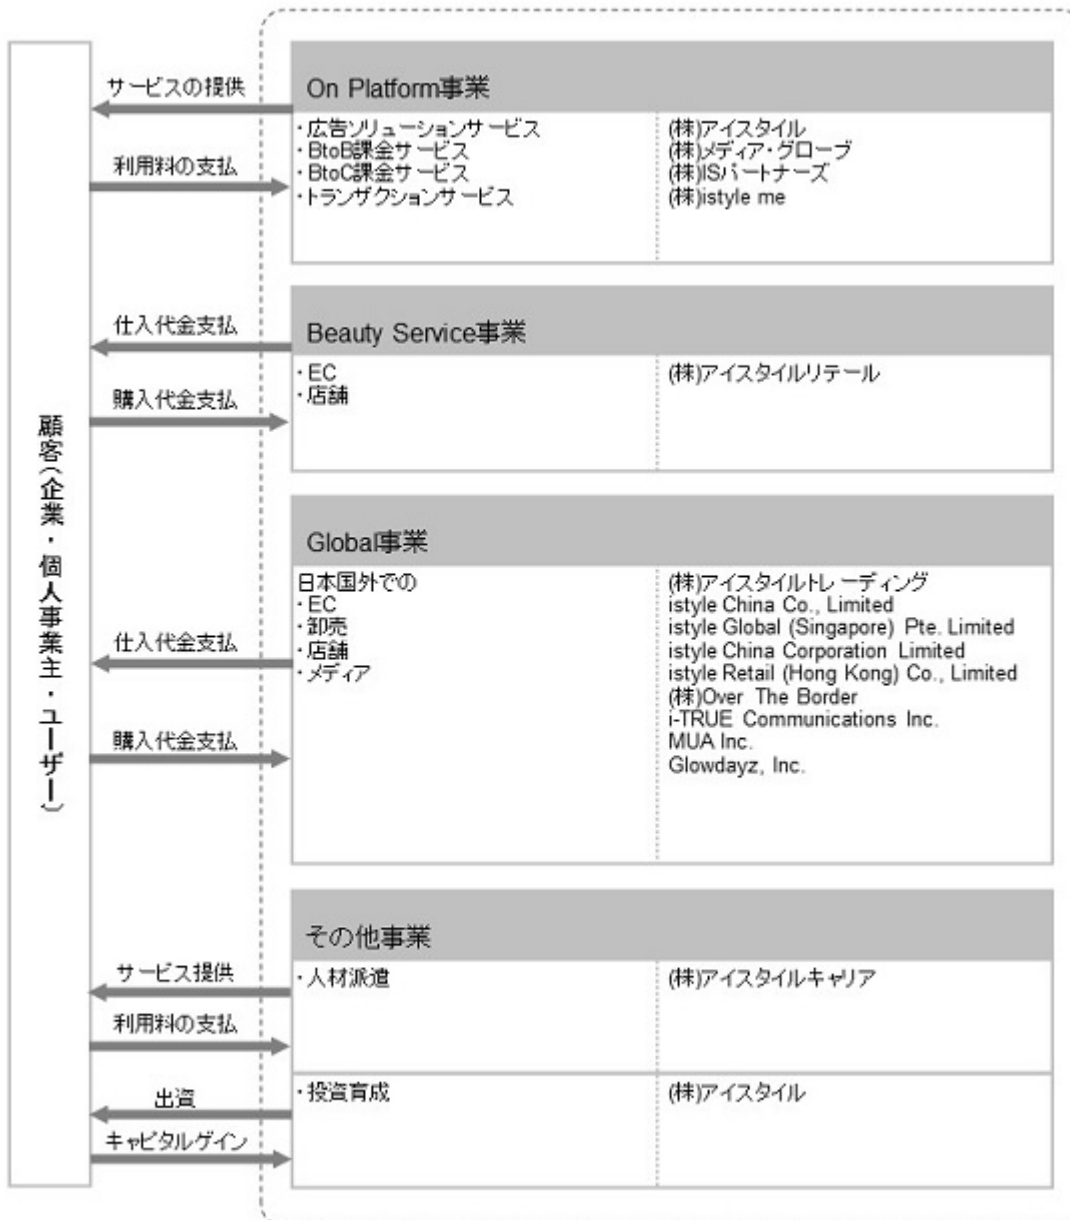 顧客(企業・個人事業主・ユーザー)
サービスの提供
利用料の支払
On Platform事業
・広告ソリューションサービス
・BtoB課金サービス
・BtoC課金サービス
・トランザクションサービス
(株)アイスタイル
(株)メディア・グローブ
(株)ISパートナーズ
(株)istyle me
仕入代金支払
購入代金支払
Beauty Service事業
・EC
・店舗
(株)アイスタイルリテール
仕入代金支払
購入代金支払
Global事業
日本国外での
・EC
・卸売
・店舗
・メディア
(株)アイスタイルトレーディング
istyle China Co., Limited
istyle Global (Singapore) Pte. Limited
istyle China Corporation Limited
istyle Retail (Hong Kong) Co., Limited
(株)Over The Border
i-TRUE Communications Inc.
MUA Inc.
Glowdayz, Inc.
その他事業
サービス提供
利用料の支払
・人材派遣
(株)アイスタイルキャリア
出資
キャピタルゲイン
・投資育成
(株)アイスタイル